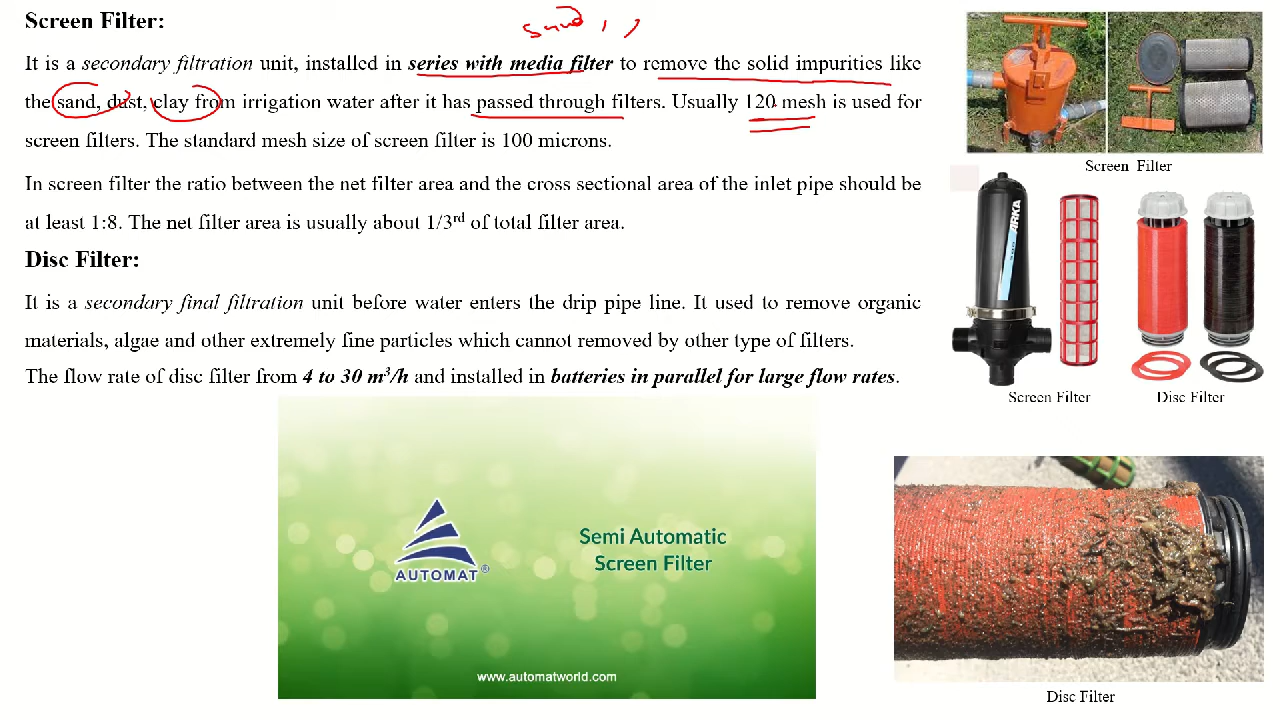 Screen Filter:
sand , ,
It is a secondary filtration unit, installed in series with media filter to remove the solid impurities like
the sand, dust, clay from irrigation water after it has passed through filters. Usually 120 mesh is used for
screen filters. The standard mesh size of screen filter is 100 microns.
In screen filter the ratio between the net filter area and the cross sectional area of the inlet pipe should be
at least 1:8. The net filter area is usually about 1/3rd of total filter area.
Disc Filter:
It is a secondary final filtration unit before water enters the drip pipe line. It used to remove organic
materials, algae and other extremely fine particles which cannot removed by other type of filters.
The flow rate of disc filter from 4 to 30 m³/h and installed in batteries in parallel for large flow rates.
Screen Filter
ARKA
Screen Filter
Disc Filter
AUTOMAT®
Semi Automatic
Screen Filter
www.automatworld.com
Disc Filter